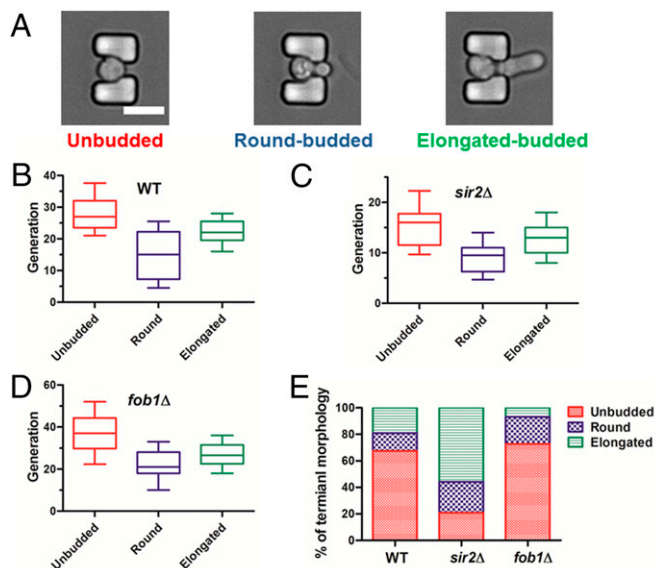 A
Unbudded Round-budded Elongated-budded
B
WT
Generation
40
30
20
10
0
Unbudded
Round
Elongated
C
sir2Δ
Generation
20
10
0
Unbudded
Round
Elongated
D
fob1Δ
Generation
60
40
20
0
Unbudded
Round
Elongated
E
% of termianl morphology
100
80
60
40
20
0
WT sir2Δ fob1Δ
Unbudded
Round
Elongated